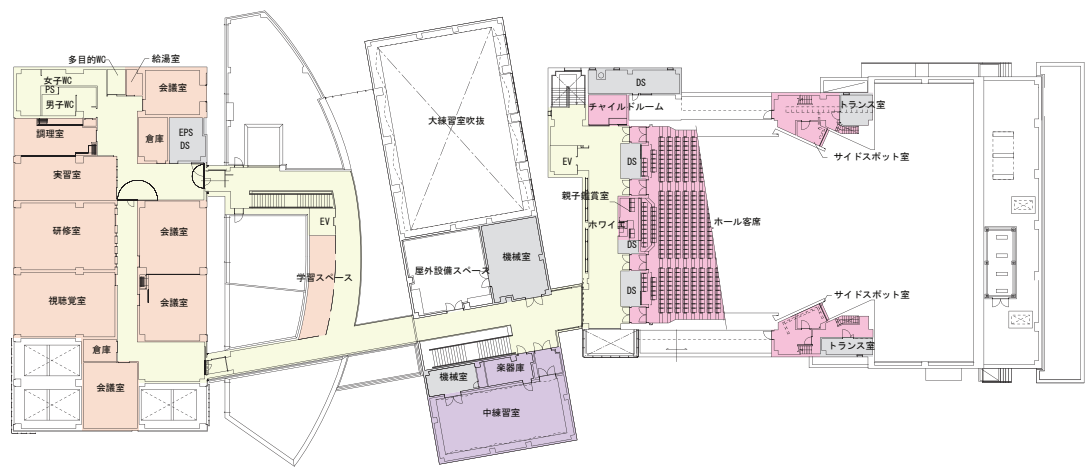 多目的WC
給湯室
女子WC
PS
男子WC
会議室
調理室
倉庫
EPS
DS
実習室
研修室
会議室
視聴覚室
会議室
倉庫
会議室
EV
学習スペース
大練習室吹抜
屋外設備スペース
機械室
機械室
楽器庫
中練習室
DS
チャイルドルーム
EV
DS
親子鑑賞室
ホワイエ
DS
DS
ホール客席
トランス室
サイドスポット室
サイドスポット室
トランス室